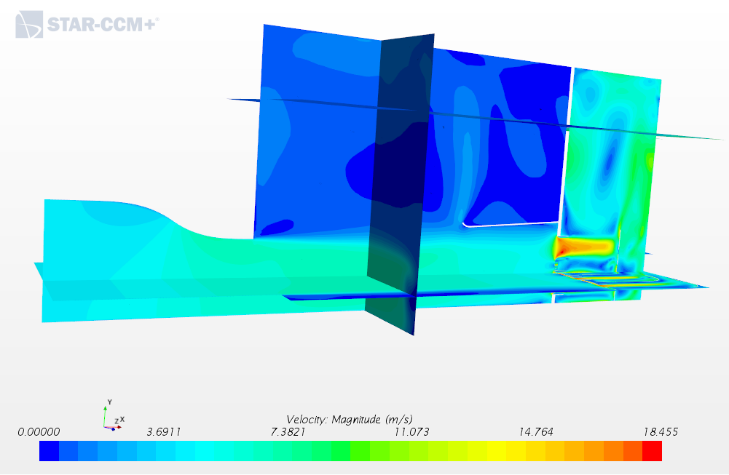 STAR-CCM+
Y
Z X
Velocity: Magnitude (m/s)
0.00000 3.6911 7.3821 11.073 14.764 18.455